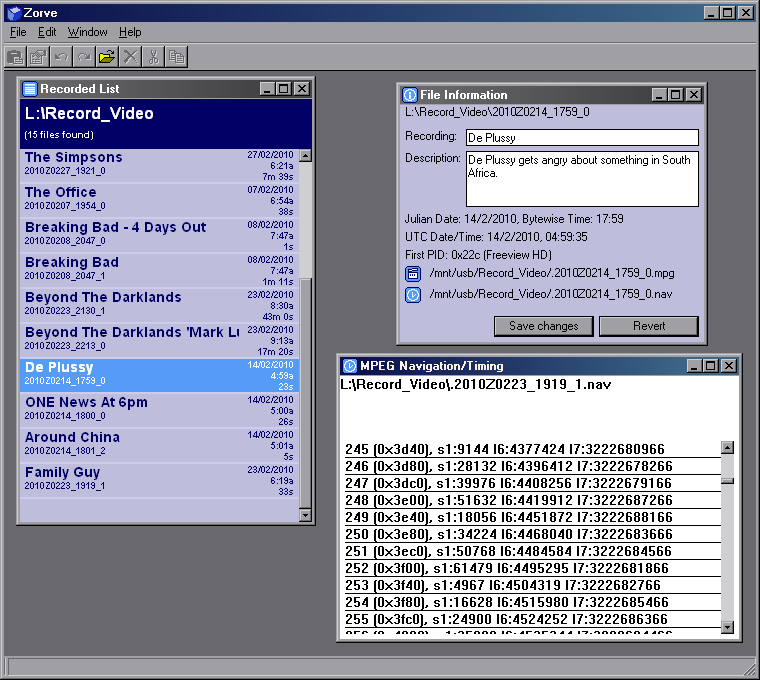 Zorve
File Edit Window Help
Recorded List
L:\Record_Video
(15 files found)
The Simpsons 27/02/2010
2010Z0227_1921_0 6:21a
7m 39s
The Office 07/02/2010
2010Z0207_1954_0 6:54a
38s
Breaking Bad - 4 Days Out 08/02/2010
2010Z0208_2047_0 7:47a
1s
Breaking Bad 08/02/2010
2010Z0208_2047_1 7:47a
1m 11s
Beyond The Darklands 23/02/2010
2010Z0223_2130_1 8:30a
43m 0s
Beyond The Darklands 'Mark Lu 23/02/2010
2010Z0223_2213_0 9:13a
17m 20s
De Plussy 14/02/2010
2010Z0214_1759_0 4:59a
23s
ONE News At 6pm 14/02/2010
2010Z0214_1800_0 5:00a
26s
Around China 14/02/2010
2010Z0214_1801_2 5:01a
5s
Family Guy 23/02/2010
2010Z0223_1919_1 6:19a
33s
File Information
L:\Record_Video\2010Z0214_1759_0
Recording: De Plussy
Description: De Plussy gets angry about something in South
Africa.
Julian Date: 14/2/2010, Bytewise Time: 17:59
UTC Date/Time: 14/2/2010, 04:59:35
First PID: 0x22c (Freeview HD)
/mnt/usb/Record_Video/.2010Z0214_1759_0.mpg
/mnt/usb/Record_Video/.2010Z0214_1759_0.nav
Save changes Revert
MPEG Navigation/Timing
L:\Record_Video\.2010Z0223_1919_1.nav
245 (0x3d40), s1:9144 l6:4377424 l7:3222680966
246 (0x3d80), s1:28132 l6:4396412 l7:3222678266
247 (0x3dc0), s1:39976 l6:4408256 l7:3222679166
248 (0x3e00), s1:51632 l6:4419912 l7:3222687266
249 (0x3e40), s1:18056 l6:4451872 l7:3222688166
250 (0x3e80), s1:34224 l6:4468040 l7:3222683666
251 (0x3ec0), s1:50768 l6:4484584 l7:3222684566
252 (0x3f00), s1:61479 l6:4495295 l7:3222681866
253 (0x3f40), s1:4967 l6:4504319 l7:3222682766
254 (0x3f80), s1:16628 l6:4515980 l7:3222685466
255 (0x3fc0), s1:24900 l6:4524252 l7:3222686366